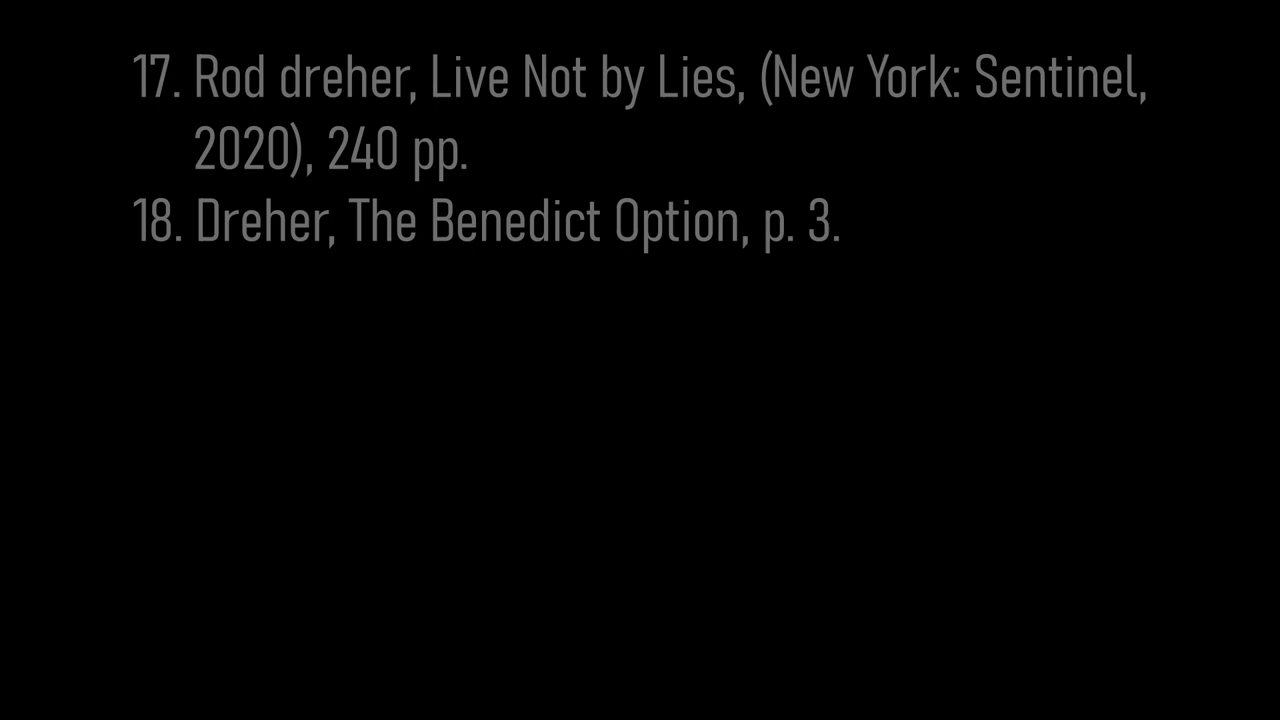 17. Rod dreher, Live Not by Lies, (New York: Sentinel,
2020), 240 pp.
18. Dreher, The Benedict Option, p. 3.